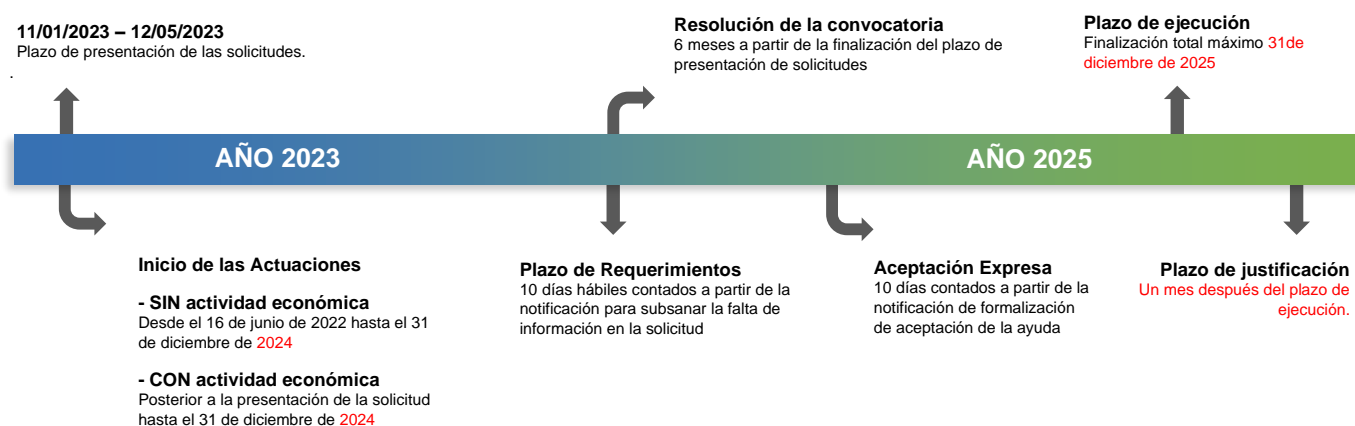 11/01/2023 – 12/05/2023
Plazo de presentación de las solicitudes.
.
Resolución de la convocatoria
6 meses a partir de la finalización del plazo de
presentación de solicitudes
Plazo de ejecución
Finalización total máximo 31de
diciembre de 2025
AÑO 2023
AÑO 2025
Inicio de las Actuaciones
- SIN actividad económica
Desde el 16 de junio de 2022 hasta el 31
de diciembre de 2024
- CON actividad económica
Posterior a la presentación de la solicitud
hasta el 31 de diciembre de 2024
Plazo de Requerimientos
10 días hábiles contados a partir de la
notificación para subsanar la falta de
información en la solicitud
Aceptación Expresa
10 días contados a partir de la
notificación de formalización
de aceptación de la ayuda
Plazo de justificación
Un mes después del plazo de
ejecución.